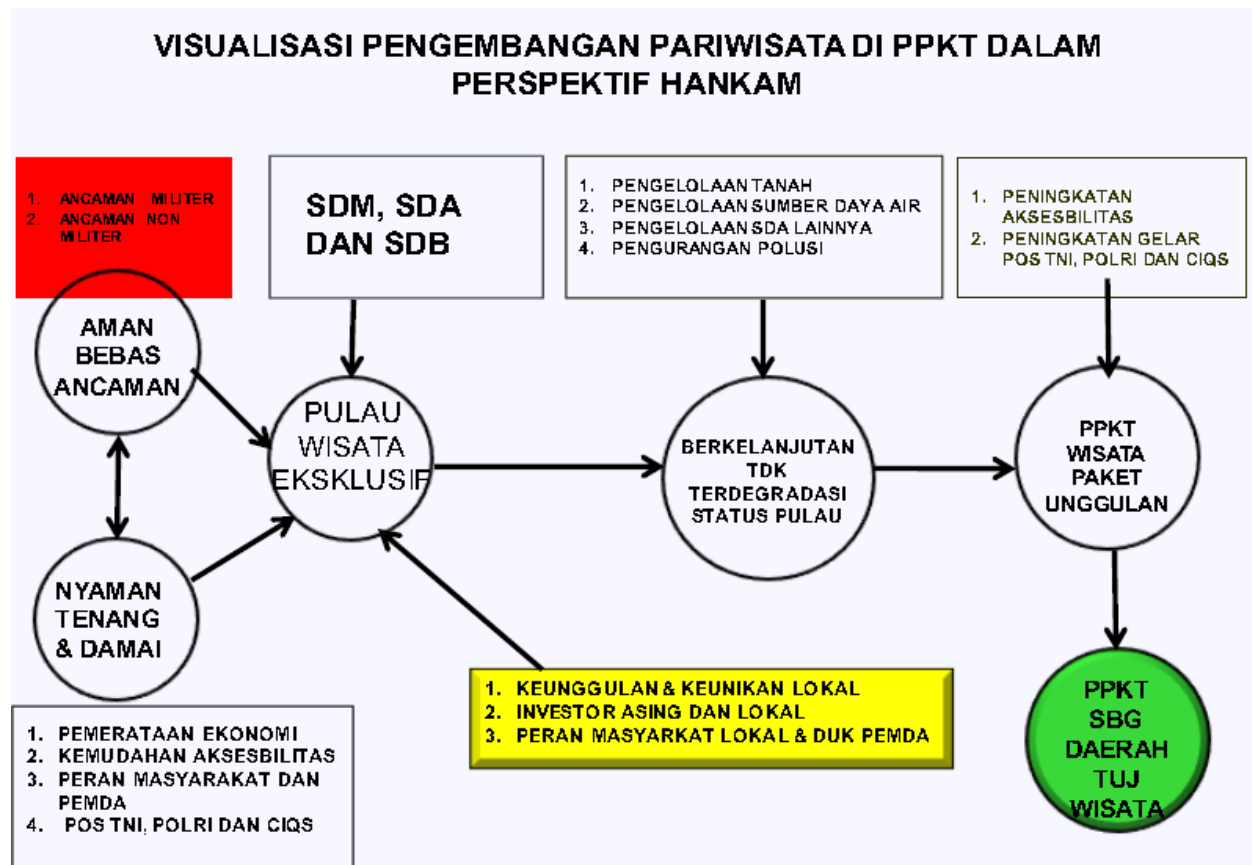 VISUALISASI PENGEMBANGAN PARIWISATA DI PPKT DALAM
PERSPEKTIF HANKAM
1. ANCAMAN MILITER
2. ANCAMAN NON
MILITER
SDM, SDA
DAN SDB
1. PENGELOLAAN TANAH
2. PENGELOLAAN SUMBER DAYA AIR
3. PENGELOLAAN SDA LAINNYA
4. PENGURANGAN POLUSI
1. PENINGKATAN
AKSESBILITAS
2. PENINGKATAN GELAR
POS TNI, POLRI DAN CIQS
AMAN
BEBAS
ANCAMAN
PULAU
WISATA
EKSKLUSIF
BERKELANJUTAN
TDK
TERDEGRADASI
STATUS PULAU
PPKT
WISATA
PAKET
UNGGULAN
NYAMAN
TENANG
& DAMAI
1. KEUNGGULAN & KEUNIKAN LOKAL
2. INVESTOR ASING DAN LOKAL
3. PERAN MASYARKAT LOKAL & DUK PEMDA
PPKT
SBG
DAERAH
TUJ
WISATA
1. PEMERATAAN EKONOMI
2. KEMUDAHAN AKSESBILITAS
3. PERAN MASYARAKAT DAN
PEMDA
4. POS TNI, POLRI DAN CIQS